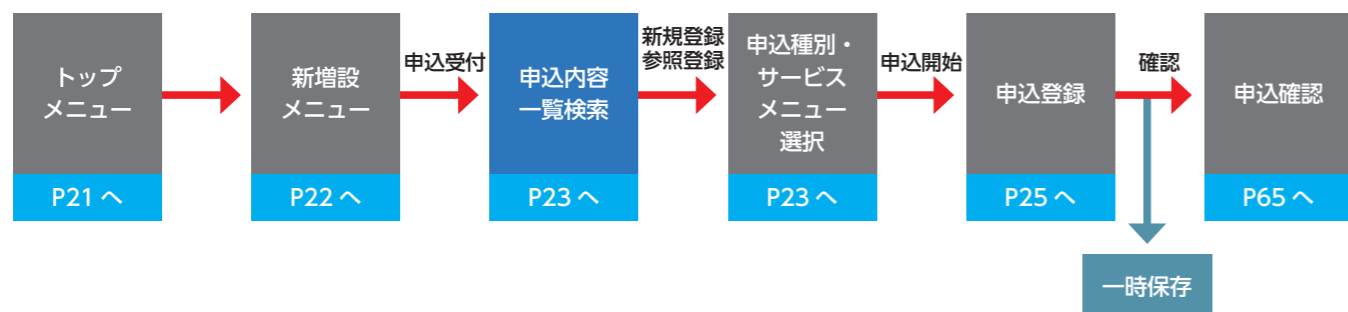 トップ
メニュー
P21 へ
新増設
メニュー
P22 へ
申込受付
申込内容
一覧検索
P23 へ
新規登録
参照登録
申込種別・
サービス
メニュー
選択
P23 へ
申込開始
申込登録
P25 へ
確認
申込確認
P65 へ
一時保存